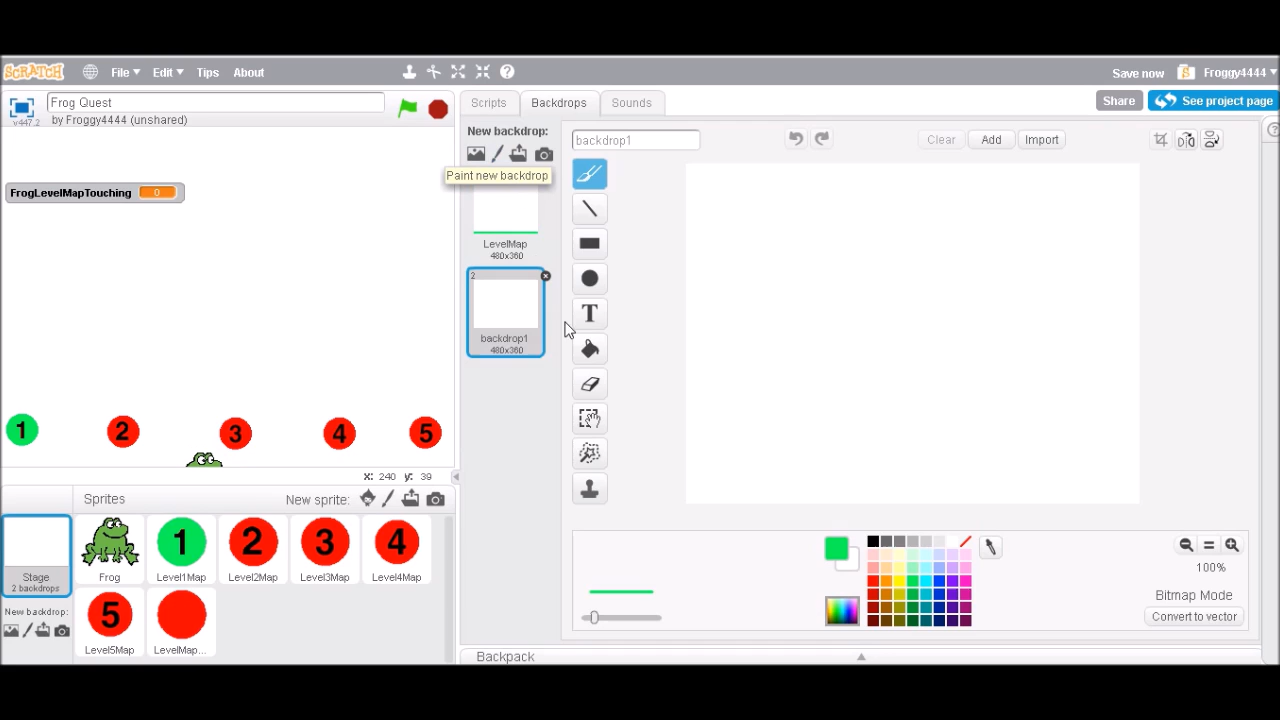 SCRATCH
File Edit Tips About
Save now
Froggy4444
v447.2
Frog Quest
by Froggy4444 (unshared)
Scripts Backdrops Sounds
Share
See project page
New backdrop:
Paint new backdrop
backdrop1
Clear Add Import
FrogLevelMapTouching 0
LevelMap
480x360
2
backdrop1
480x360
T
1 2 3 4 5
x: 240 y: 39
Sprites
New sprite:
Stage
2 backdrops
New backdrop:
1 2 3 4
Frog Level1Map Level2Map Level3Map Level4Map
5
Level5Map LevelMap...
100%
Bitmap Mode
Convert to vector
Backpack